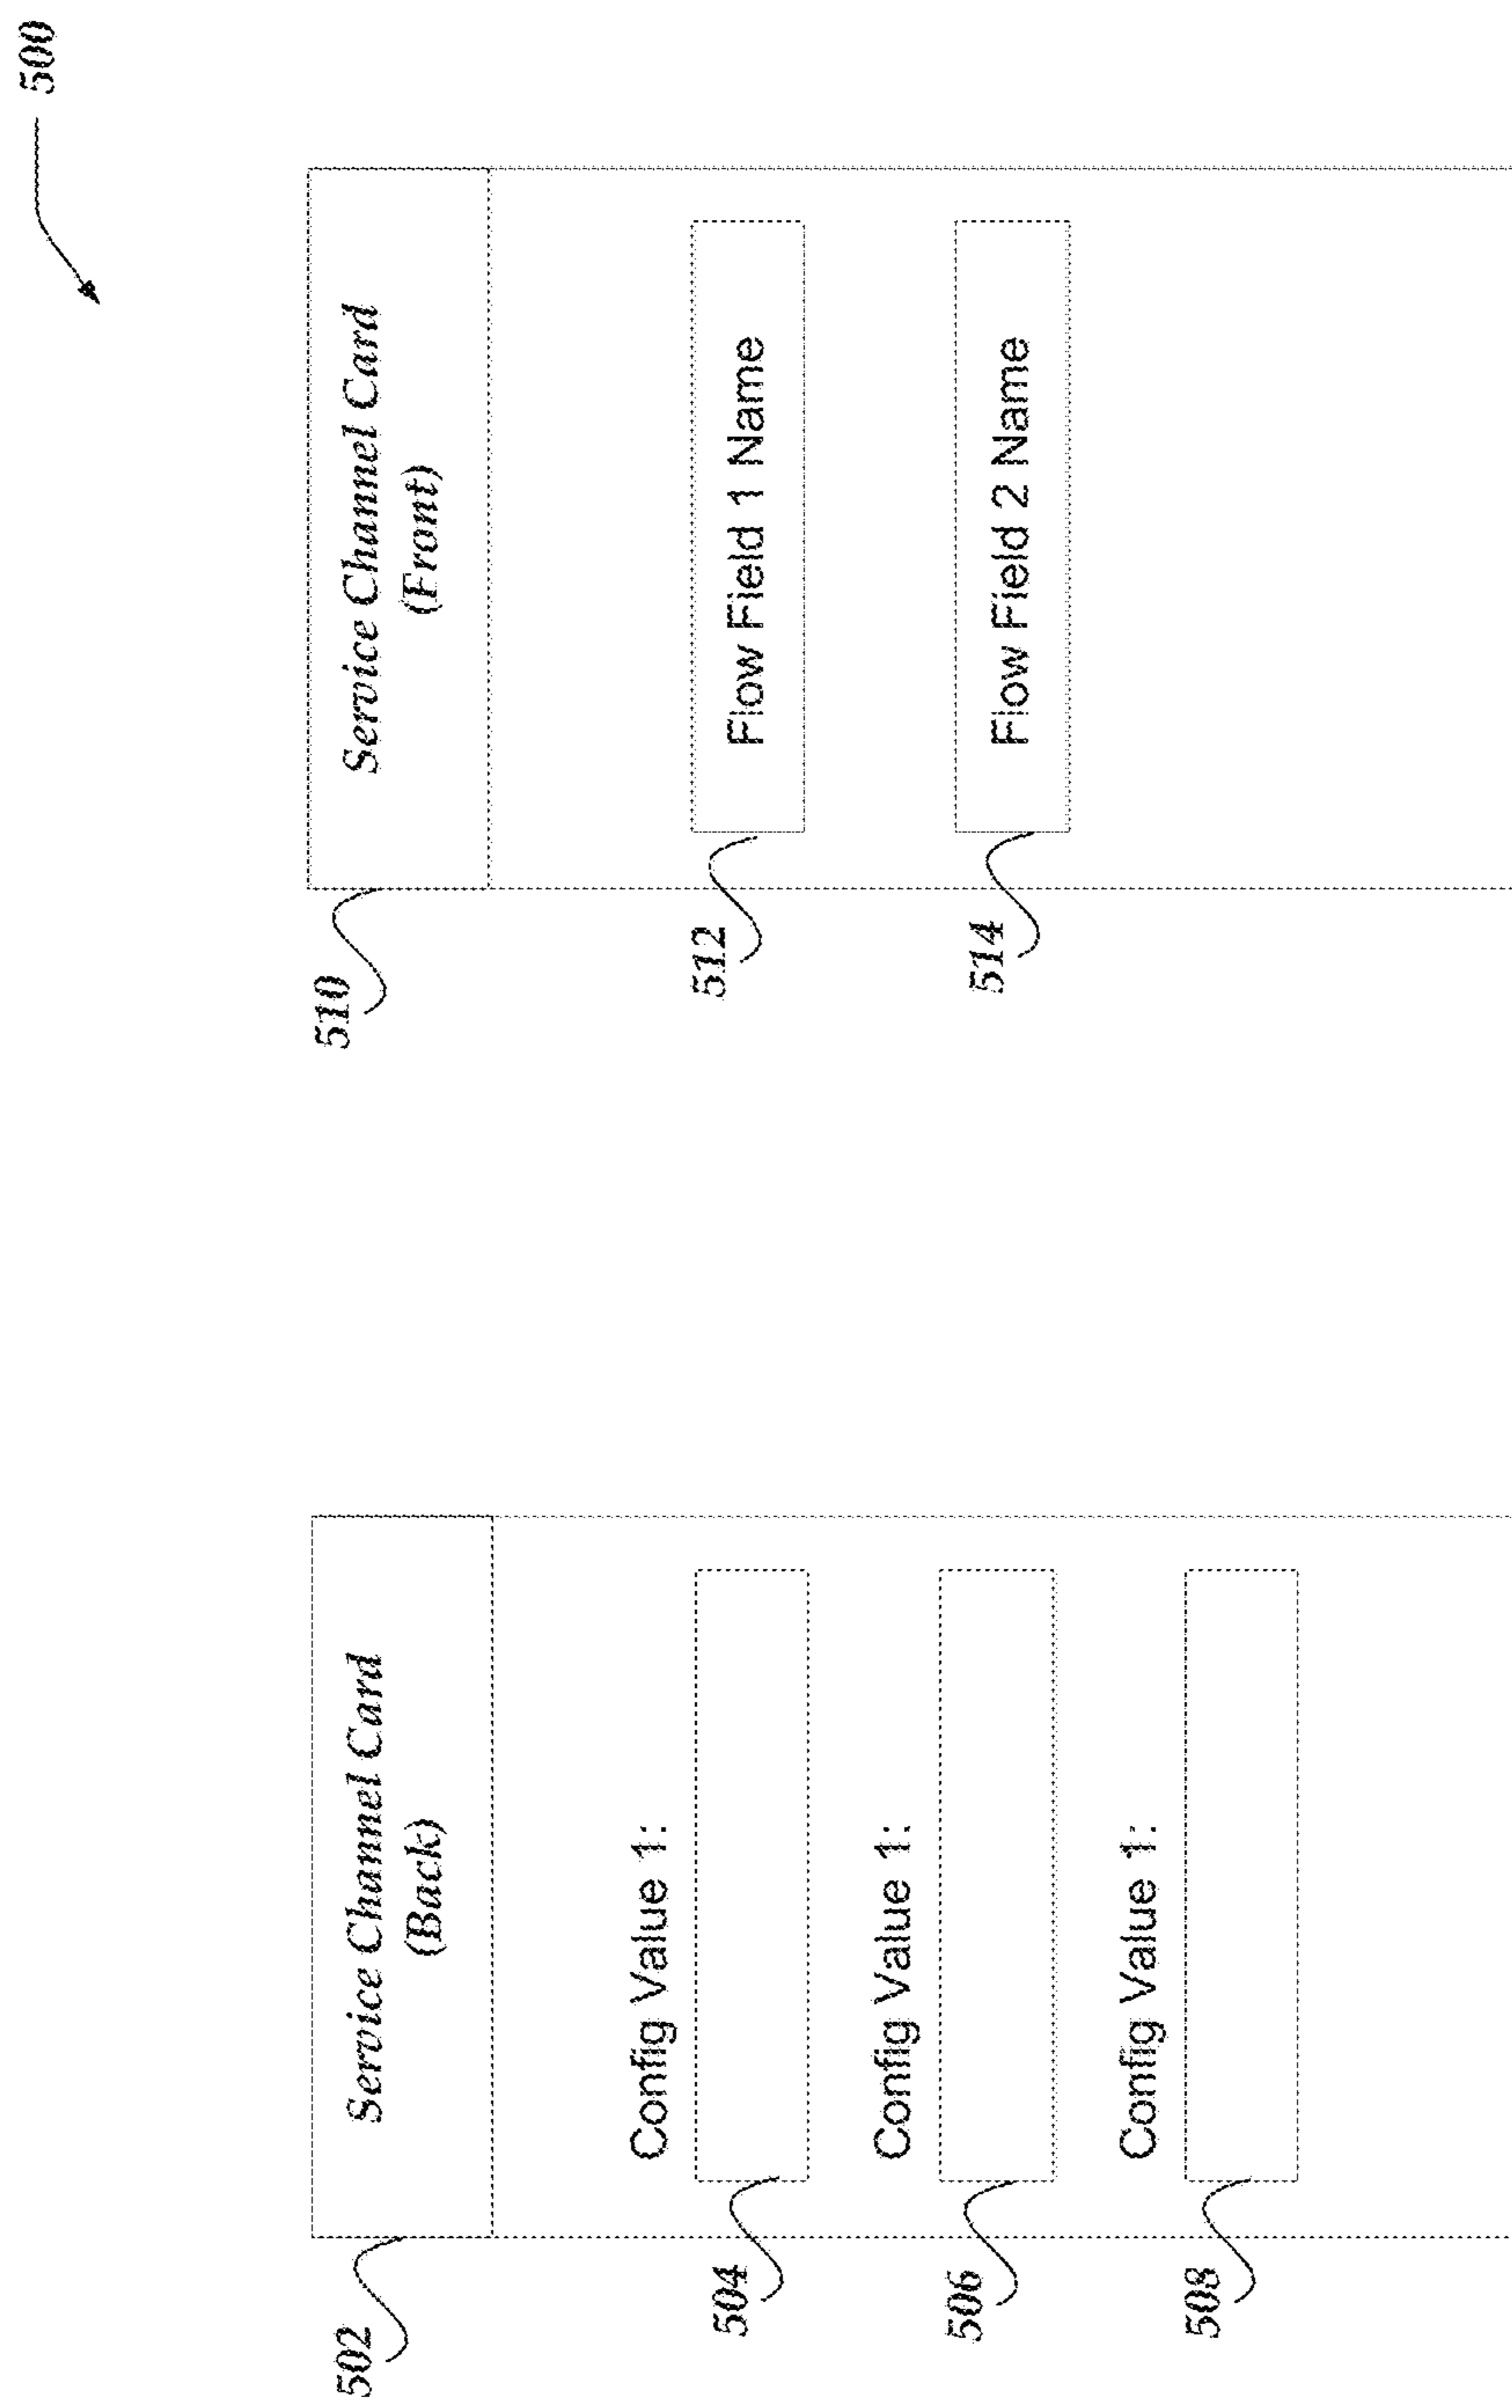 500
502
Service Channel Card
(Back)
Config Value 1:
504
Config Value 1:
506
Config Value 1:
508
510
Service Channel Card
(Front)
512
Flow Field 1 Name
514
Flow Field 2 Name